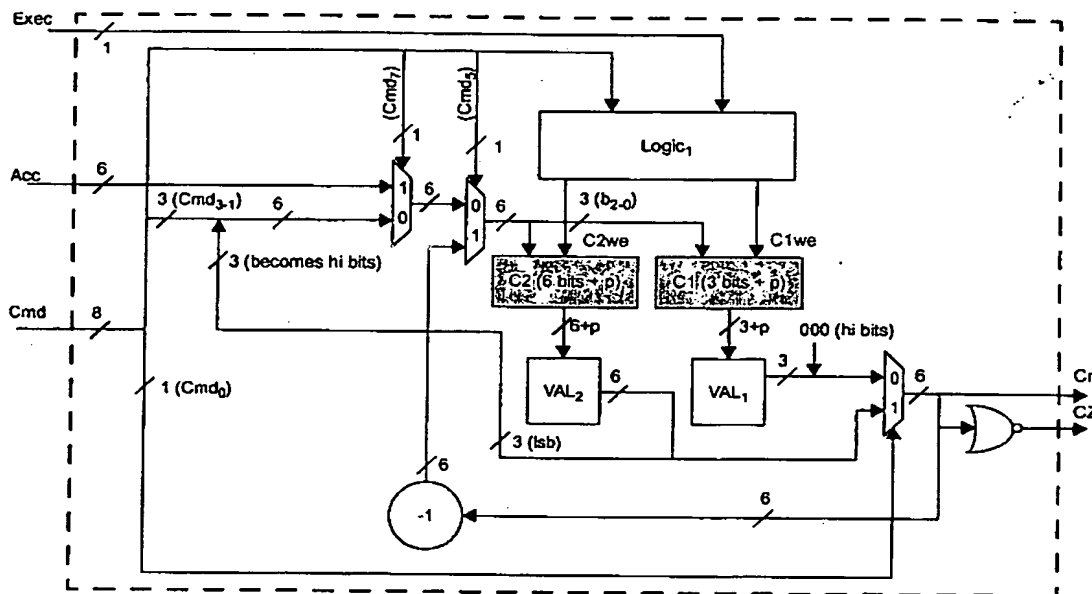 Exec
1
(Cmd₇)
(Cmd₅)
1
1
Logic₁
Acc
6
1
0
6
0
1
6
3 (b₂₋₀)
3 (Cmd₃₋₁)
6
C2we
C1we
3 (becomes hi bits)
C2 (6 bits + p)
C1 (3 bits + p)
Cmd
8
6+p
3+p
000 (hi bits)
1 (Cmd₀)
VAL₂
6
VAL₁
3
0
1
6
Cn
CZ
3 (lsb)
6
-1
6